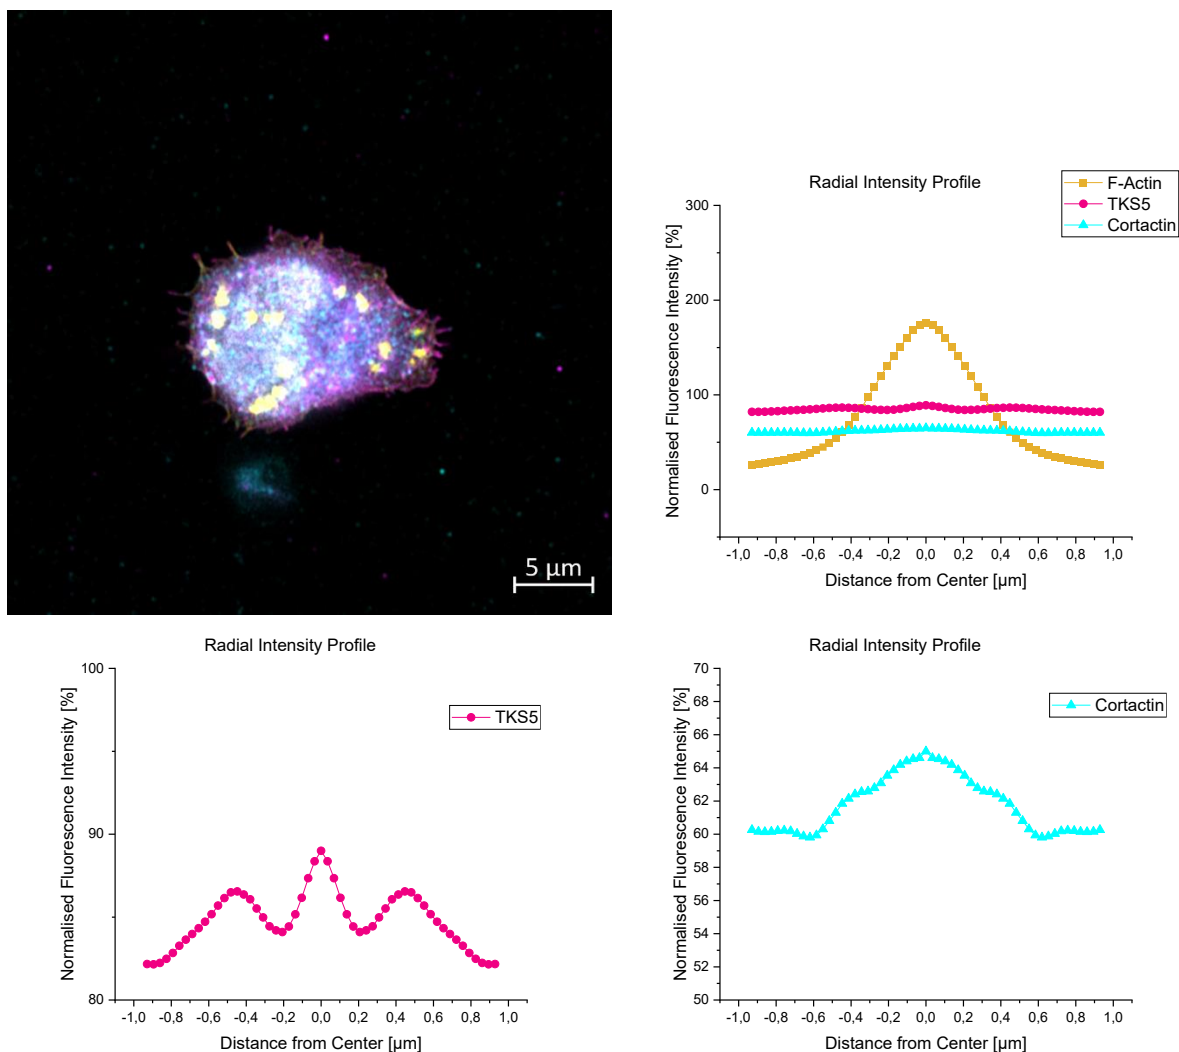 5 µm
Radial Intensity Profile
F-Actin
TKS5
Cortactin
Normalised Fluorescence Intensity [%]
300
200
100
0
-1,0 -0,8 -0,6 -0,4 -0,2 0,0 0,2 0,4 0,6 0,8 1,0
Distance from Center [µm]
Radial Intensity Profile
TKS5
Normalised Fluorescence Intensity [%]
100
90
80
-1,0 -0,8 -0,6 -0,4 -0,2 0,0 0,2 0,4 0,6 0,8 1,0
Distance from Center [µm]
Radial Intensity Profile
Cortactin
Normalised Fluorescence Intensity [%]
70
68
66
64
62
60
59
58
56
54
52
50
-1,0 -0,8 -0,6 -0,4 -0,2 0,0 0,2 0,4 0,6 0,8 1,0
Distance from Center [µm]